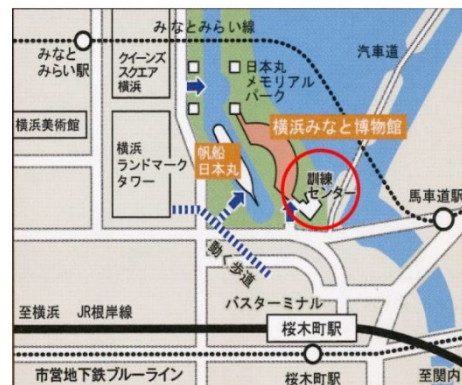 みなとみらい線
みなと
みらい駅
クイーンズ
スクエア
横浜
日本丸
メモリアル
パーク
汽車道
横浜美術館
横浜
ランドマーク
タワー
帆船
日本丸
横浜みなと博物館
訓練
センター
馬車道駅
動く歩道
バスターミナル
至横浜 JR根岸線
桜木町駅
市営地下鉄ブルーライン
桜木町駅
至関内